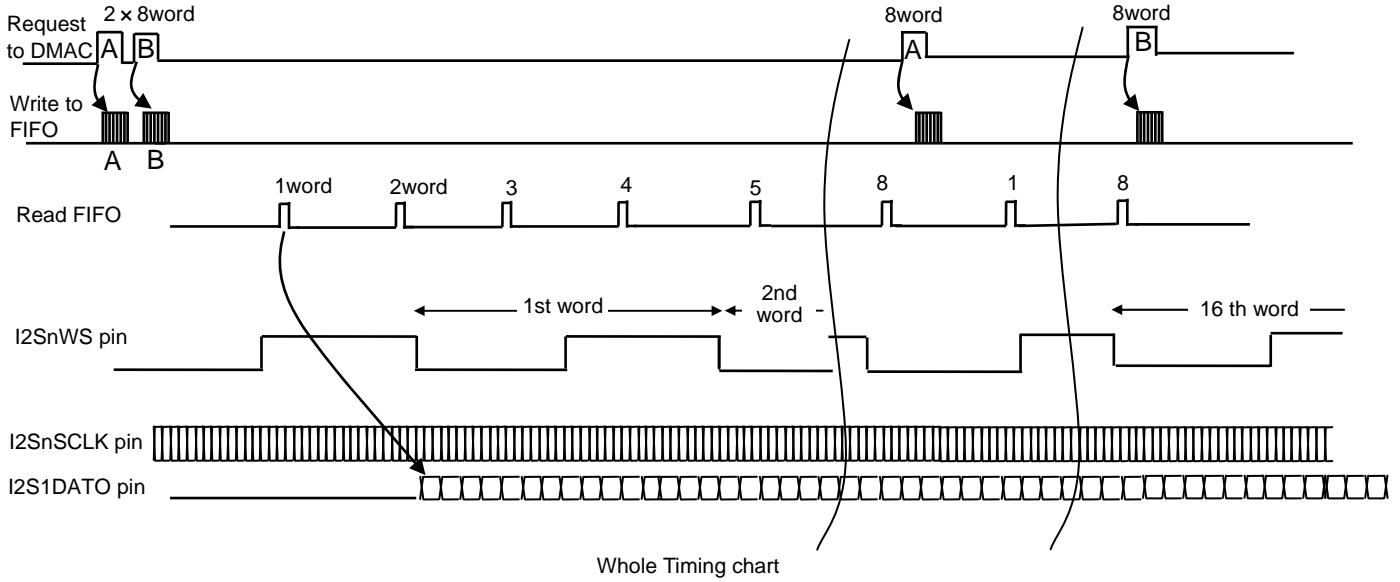 2 × 8word
8word
8word
Request
to DMAC
A
B
A
B
Write to
FIFO
A
B
1word
2word
3
4
5
8
1
8
Read FIFO
1st word
2nd
word
16 th word
I2SnWS pin
I2SnSCLK pin
I2S1DATO pin
Whole Timing chart